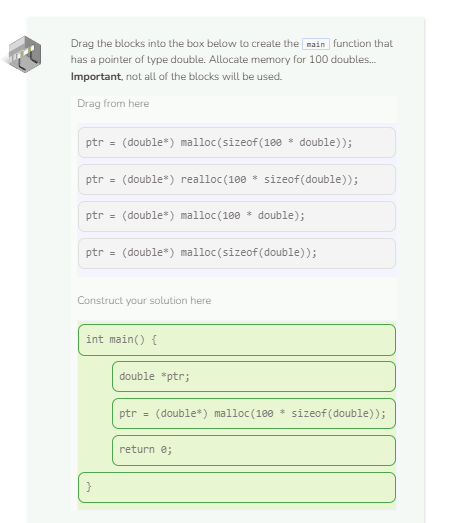 Drag the blocks into the box below to create the main function that
has a pointer of type double. Allocate memory for 100 doubles...
Important, not all of the blocks will be used.
Drag from here
ptr = (double*) malloc(sizeof(100 * double));
ptr = (double*) realloc(100 * sizeof(double));
ptr = (double*) malloc(100 * double);
ptr = (double*) malloc(sizeof(double));
Construct your solution here
int main() {
double *ptr;
ptr = (double*) malloc(100 * sizeof(double));
return 0;
}